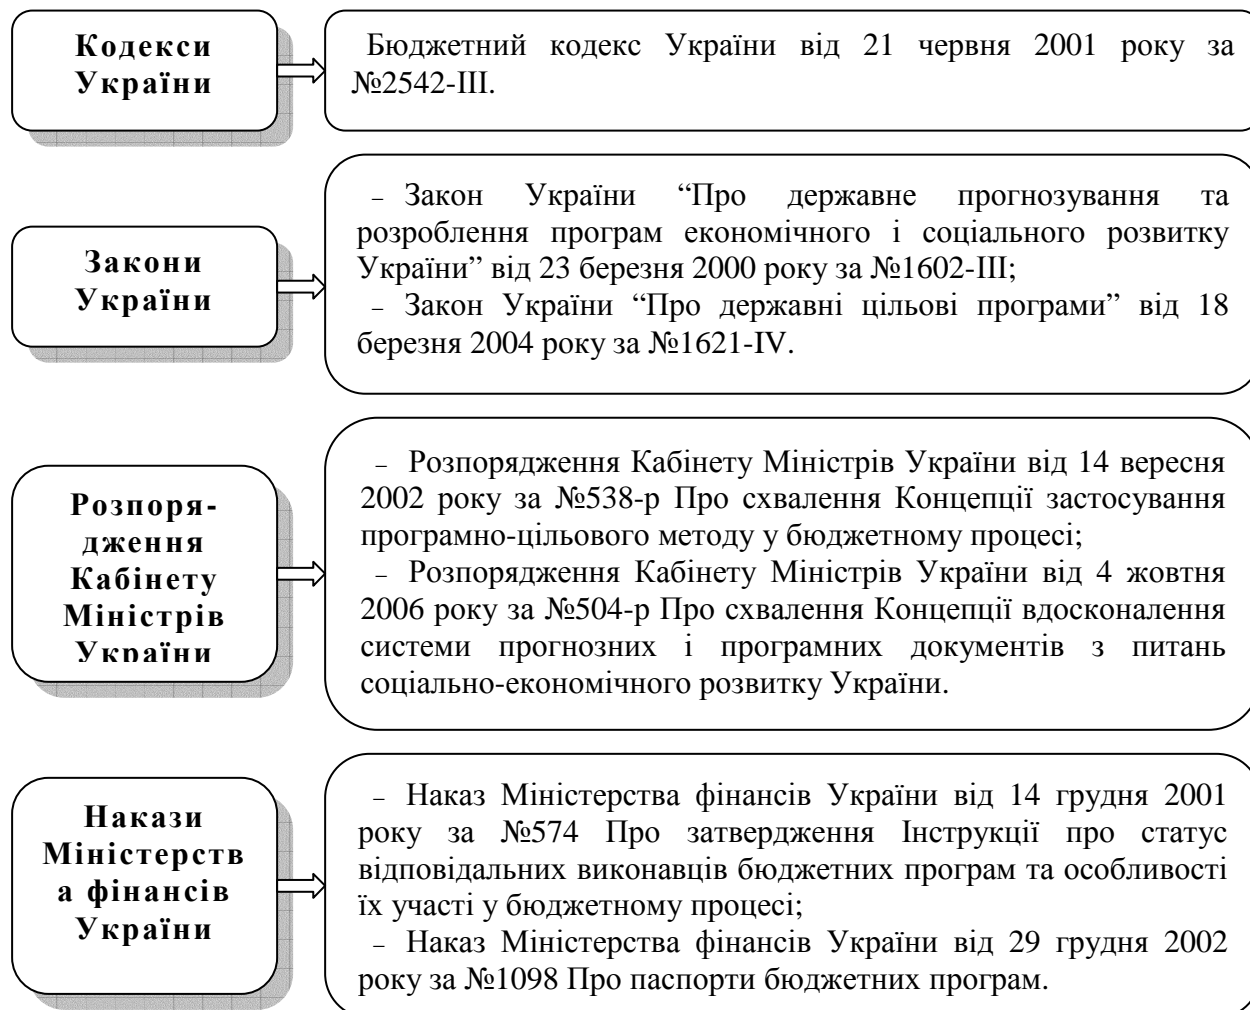 Кодекси
України
Бюджетний кодекс України від 21 червня 2001 року за
№2542-III.
Закони
України
– Закон України “Про державне прогнозування та
розроблення програм економічного і соціального розвитку
України” від 23 березня 2000 року за №1602-III;
– Закон України “Про державні цільові програми” від 18
березня 2004 року за №1621-IV.
Розпоря-
дження
Кабінету
Міністрів
України
– Розпорядження Кабінету Міністрів України від 14 вересня
2002 року за №538-р Про схвалення Концепції застосування
програмно-цільового методу у бюджетному процесі;
– Розпорядження Кабінету Міністрів України від 4 жовтня
2006 року за №504-р Про схвалення Концепції вдосконалення
системи прогнозних і програмних документів з питань
соціально-економічного розвитку України.
Накази
Міністерств
а фінансів
України
– Наказ Міністерства фінансів України від 14 грудня 2001
року за №574 Про затвердження Інструкції про статус
відповідальних виконавців бюджетних програм та особливості
їх участі у бюджетному процесі;
– Наказ Міністерства фінансів України від 29 грудня 2002
року за №1098 Про паспорти бюджетних програм.